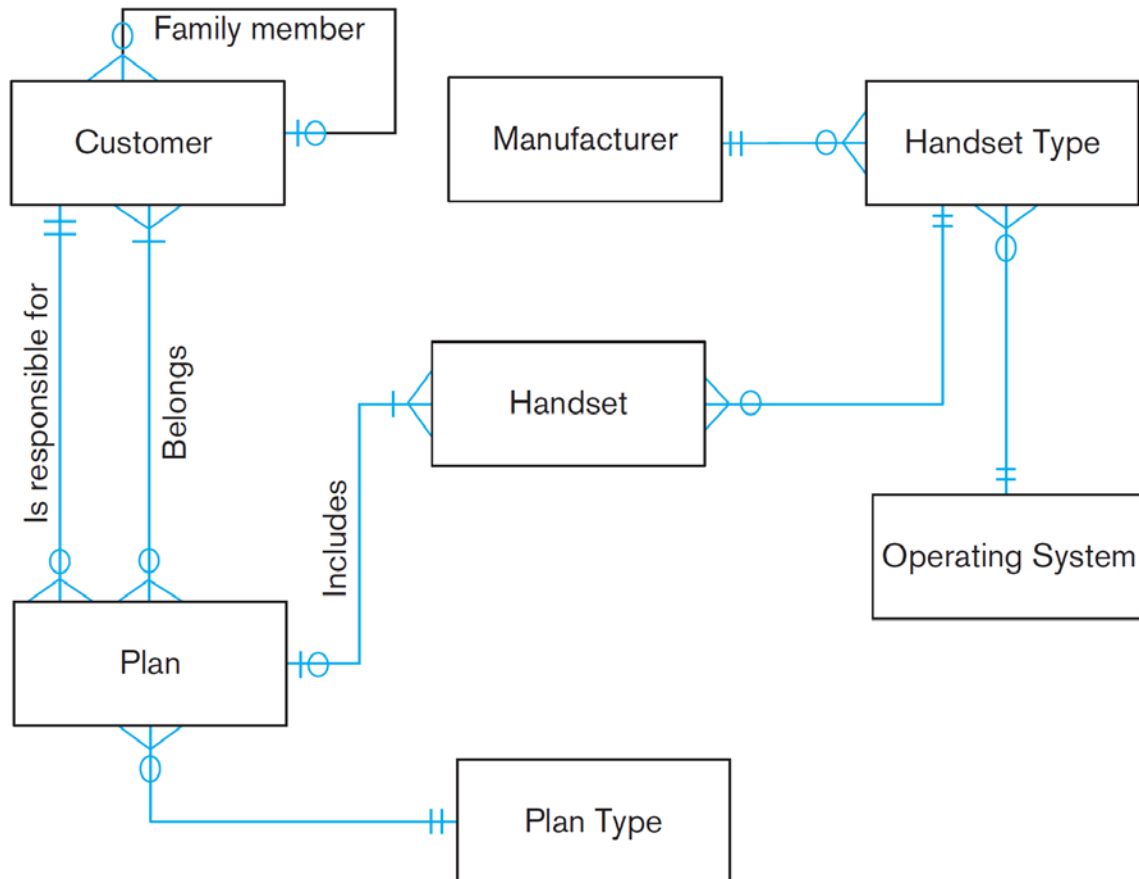 Family member
Customer
Manufacturer
Handset Type
Is responsible for
Belongs
Includes
Handset
Operating System
Plan
Plan Type